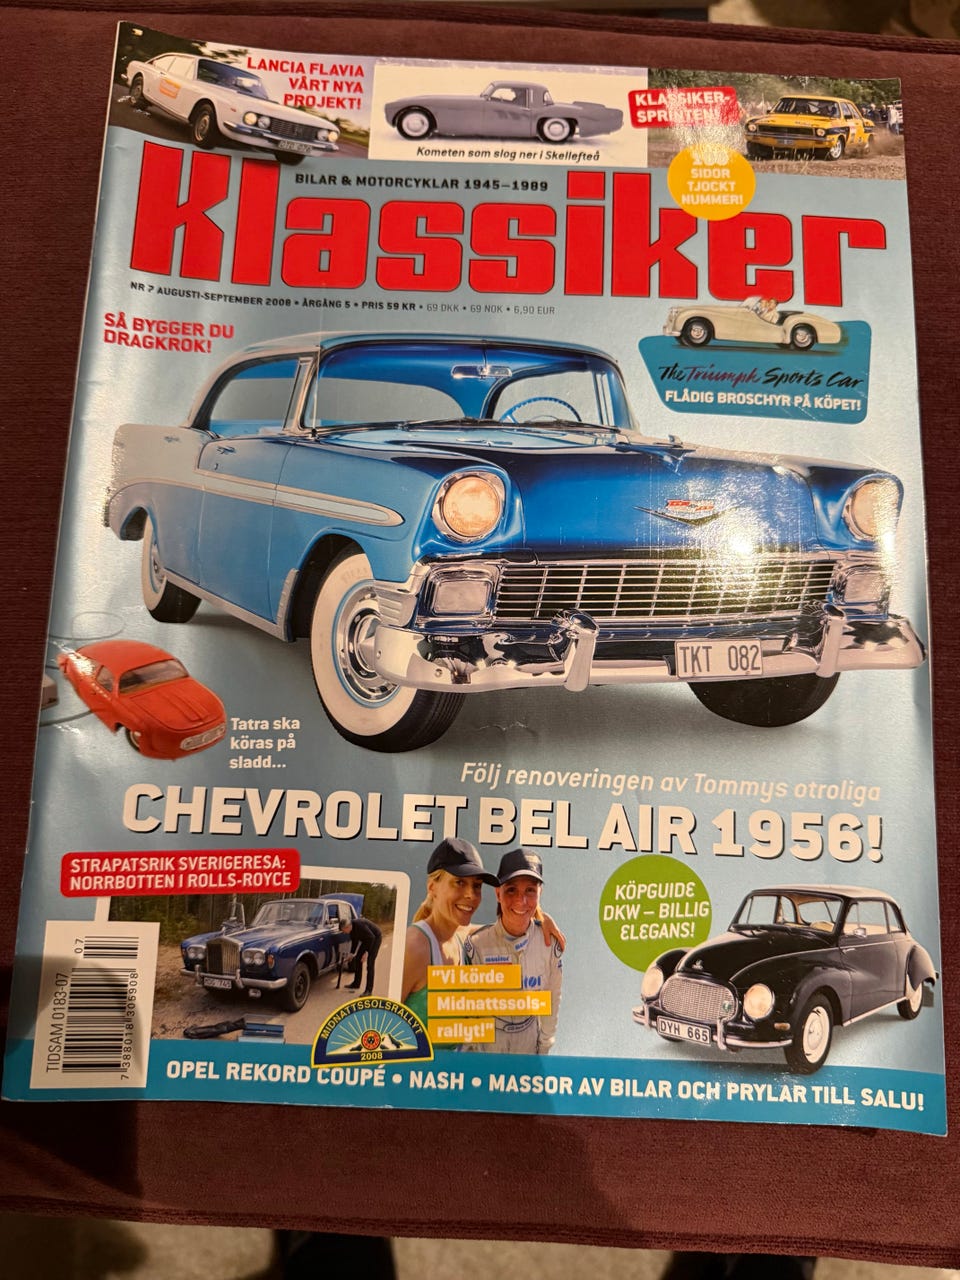 LANCIA FLAVIA
VÅRT NYA
PROJEKT!
Kometen som slog ner i Skellefteå
KLASSIKER-
SPRINTEN!
100
SIDOR
TJOCKT
NUMMER!
BILAR & MOTORCYKLAR 1945–1989
Klassiker
NR 7 AUGUSTI-SEPTEMBER 2008 • ÅRGÅNG 5 • PRIS 59 KR • 69 DKK • 69 NOK • 6,90 EUR
SÅ BYGGER DU
DRAGKROK!
The Triumph Sports Car
FLÅDIG BROSCHYR PÅ KÖPET!
TKT 082
Tatra ska
köras på
sladd...
Följ renoveringen av Tommys otroliga
CHEVROLET BEL AIR 1956!
STRAPATSRIK SVERIGERESA:
NORRBOTTEN I ROLLS-ROYCE
KÖPGUIDE
DKW – BILLIG
ELEGANS!
"Vi körde
Midnattssols-
rallyt!"
MIDNATTSSOLSRALLYT
2008
DYH 665
TIDSAM 0183-07
07
7 388018 305908
OPEL REKORD COUPÉ • NASH • MASSOR AV BILAR OCH PRYLAR TILL SALU!